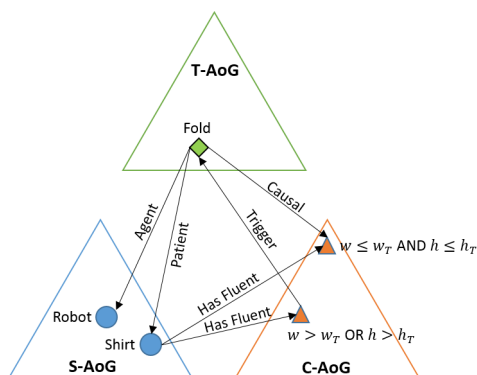 T-AoG
Fold
Agent
Patient
Causal
Trigger
Has Fluent
Has Fluent
w ≤ w_T AND h ≤ h_T
Robot
Shirt
w > w_T OR h > h_T
S-AoG
C-AoG